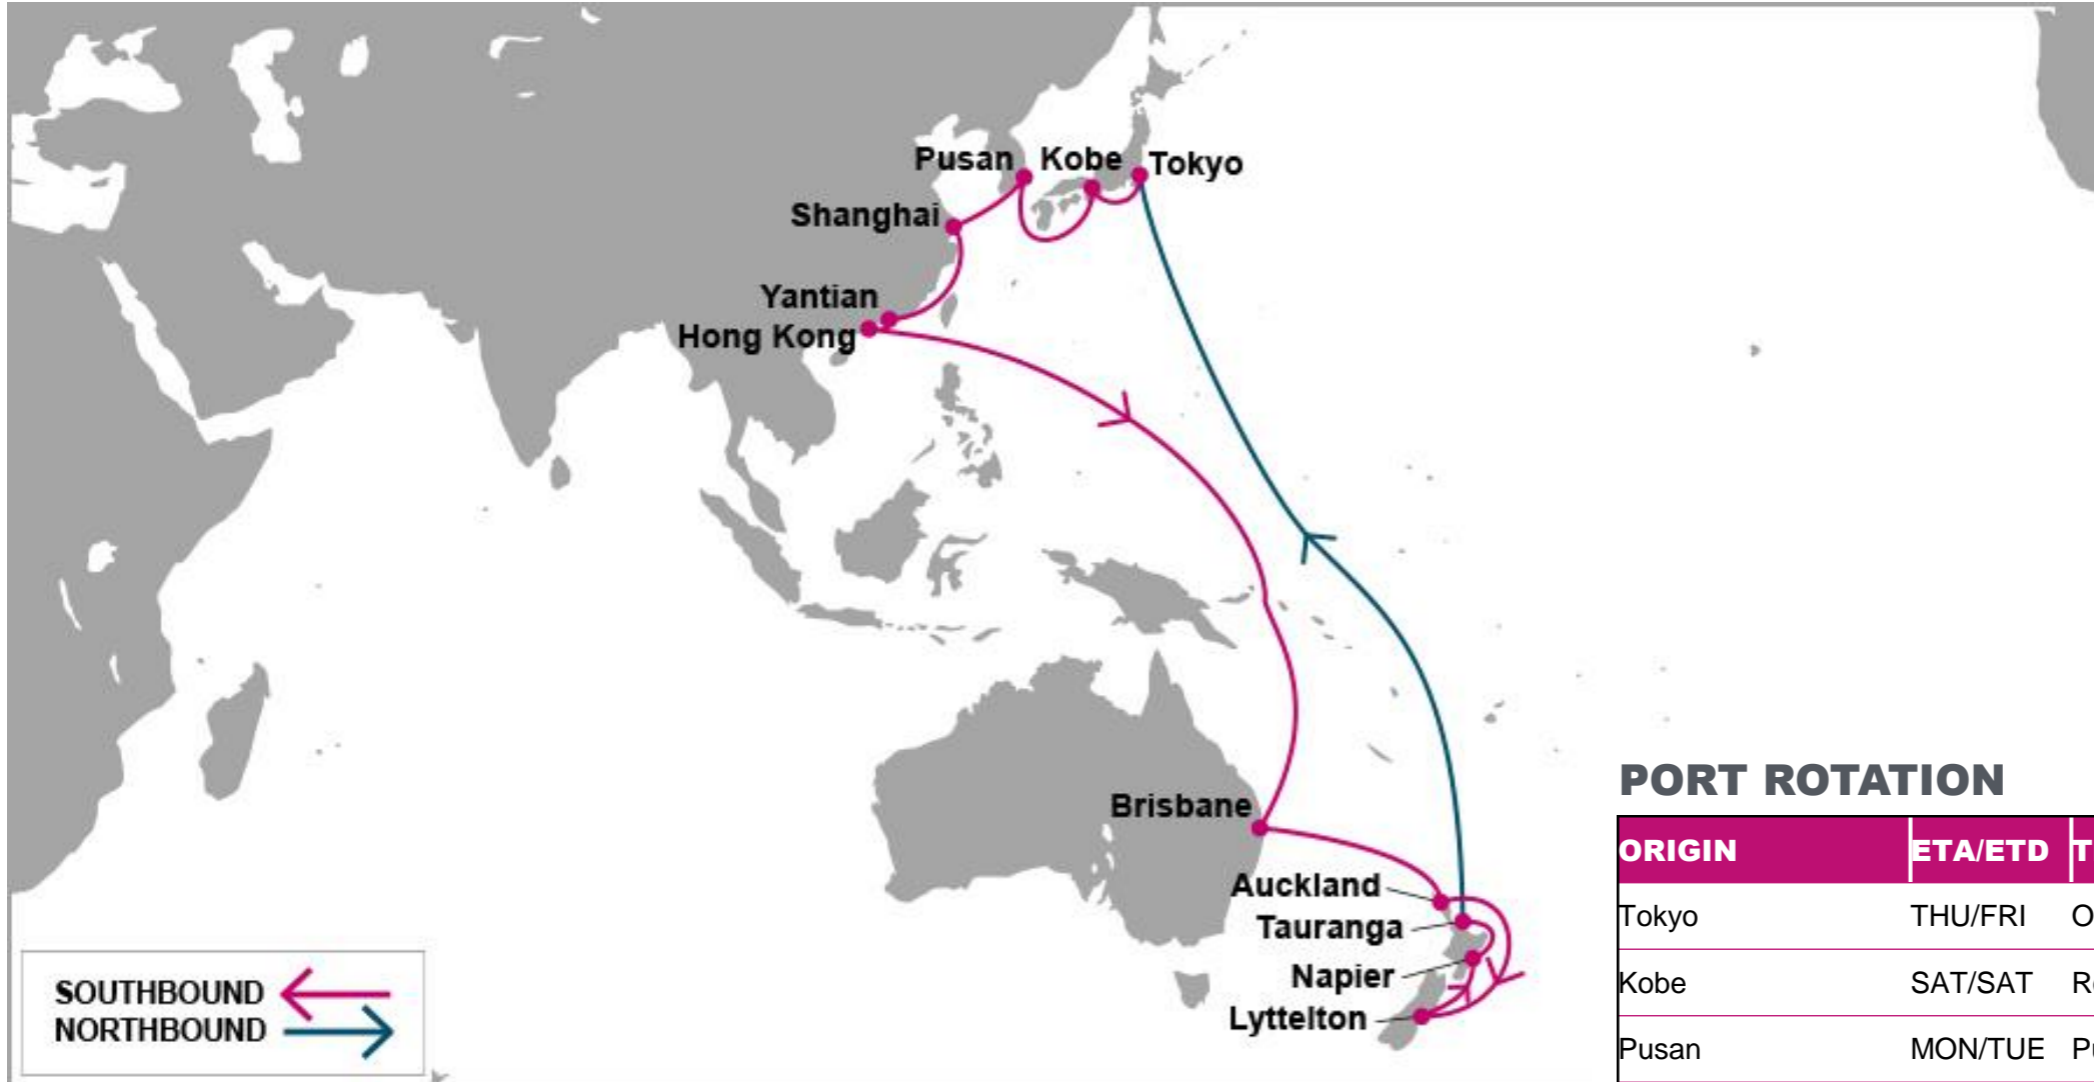 Pusan
Kobe
Tokyo
Shanghai
Yantian
Hong Kong
Brisbane
Auckland
Tauranga
Napier
Lyttelton
SOUTHBOUND
NORTHBOUND
PORT ROTATION
ORIGIN ETA/ETD
Tokyo THU/FRI
Kobe SAT/SAT
Pusan MON/TUE